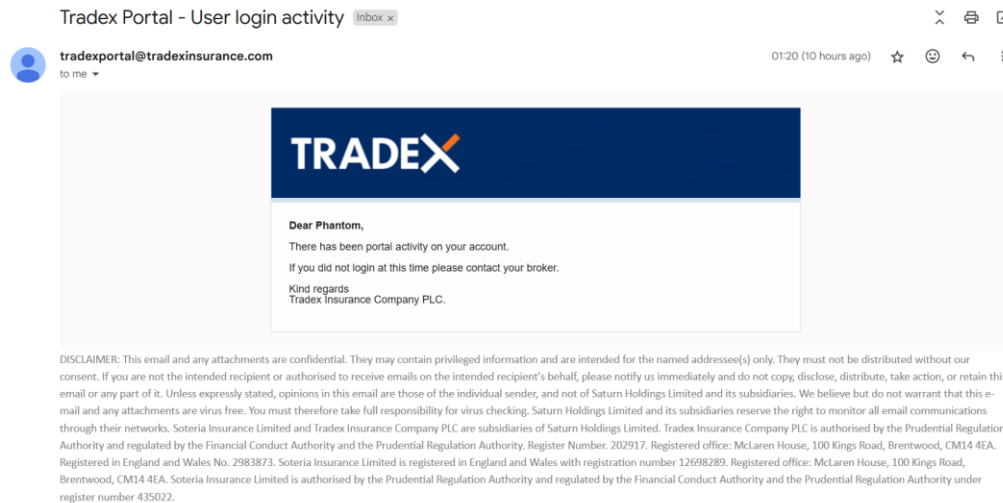 Tradex Portal - User login activity Inbox x
tradexportal@tradexinsurance.com
01:20 (10 hours ago)
to me
TRADEX
Dear Phantom,
There has been portal activity on your account.
If you did not login at this time please contact your broker.
Kind regards
Tradex Insurance Company PLC.
DISCLAIMER: This email and any attachments are confidential. They may contain privileged information and are intended for the named addressee(s) only. They must not be distributed without our
consent. If you are not the intended recipient or authorised to receive emails on the intended recipient's behalf, please notify us immediately and do not copy, disclose, distribute, take action, or retain this
email or any part of it. Unless expressly stated, opinions in this email are those of the individual sender, and not of Saturn Holdings Limited and its subsidiaries. We believe but do not warrant that this e-
mail and any attachments are virus free. You must therefore take full responsibility for virus checking. Saturn Holdings Limited and its subsidiaries reserve the right to monitor all email communications
through their networks. Soteria Insurance Limited and Tradex Insurance Company PLC are subsidiaries of Saturn Holdings Limited. Tradex Insurance Company PLC is authorised by the Prudential Regulation
Authority and regulated by the Financial Conduct Authority and the Prudential Regulation Authority. Register Number. 202917. Registered office: McLaren House, 100 Kings Road, Brentwood, CM14 4EA.
Registered in England and Wales No. 2983873. Soteria Insurance Limited is registered in England and Wales with registration number 12698289. Registered office: McLaren House, 100 Kings Road,
Brentwood, CM14 4EA. Soteria Insurance Limited is authorised by the Prudential Regulation Authority and regulated by the Financial Conduct Authority and the Prudential Regulation Authority under
register number 435022.